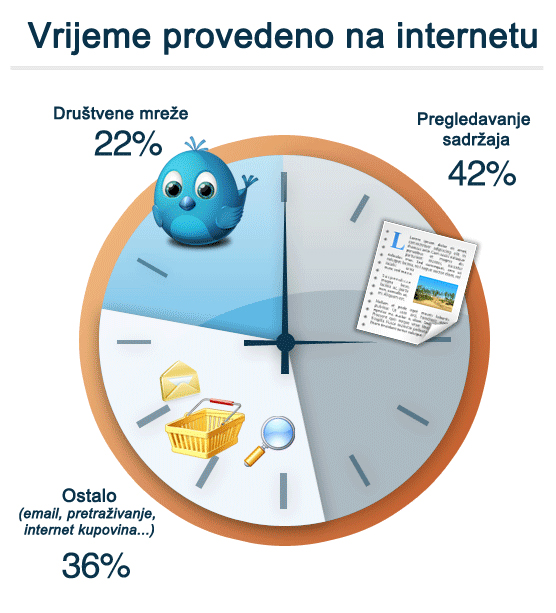 Vrijeme provedeno na internetu
Društvene mreže
22%
Pregledavanje
sadržaja
42%
Ostalo
(email, pretraživanje,
internet kupovina...)
36%